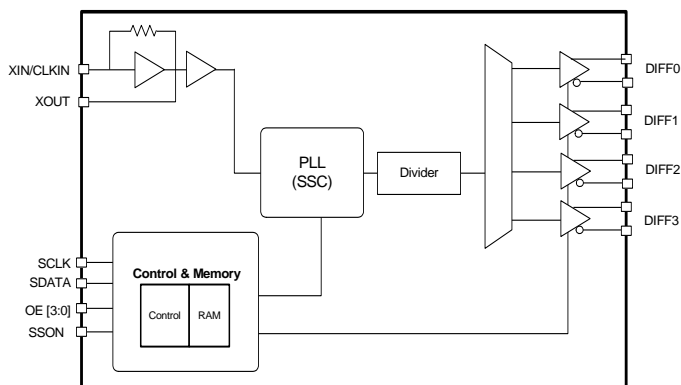 XIN/CLKIN
XOUT
DIFF0
DIFF1
DIFF2
DIFF3
PLL
(SSC)
Divider
SCLK
SDATA
OE [3:0]
SSON
Control & Memory
Control
RAM